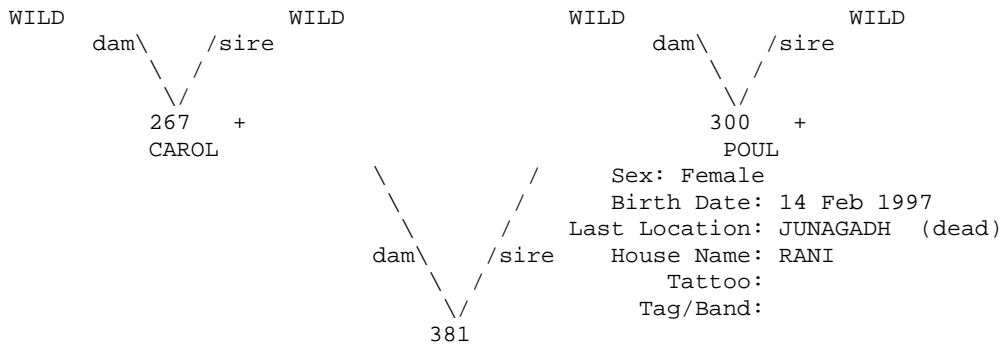 WILD WILD WILD WILD
dam\ /sire dam\ /sire
\ / \ /
\/ \/
267 + 300 +
CAROL POUL
\ / Sex: Female
\ / Birth Date: 14 Feb 1997
\ / Last Location: JUNAGADH (dead)
dam\ /sire House Name: RANI
\ / Tattoo:
\/ Tag/Band:
381